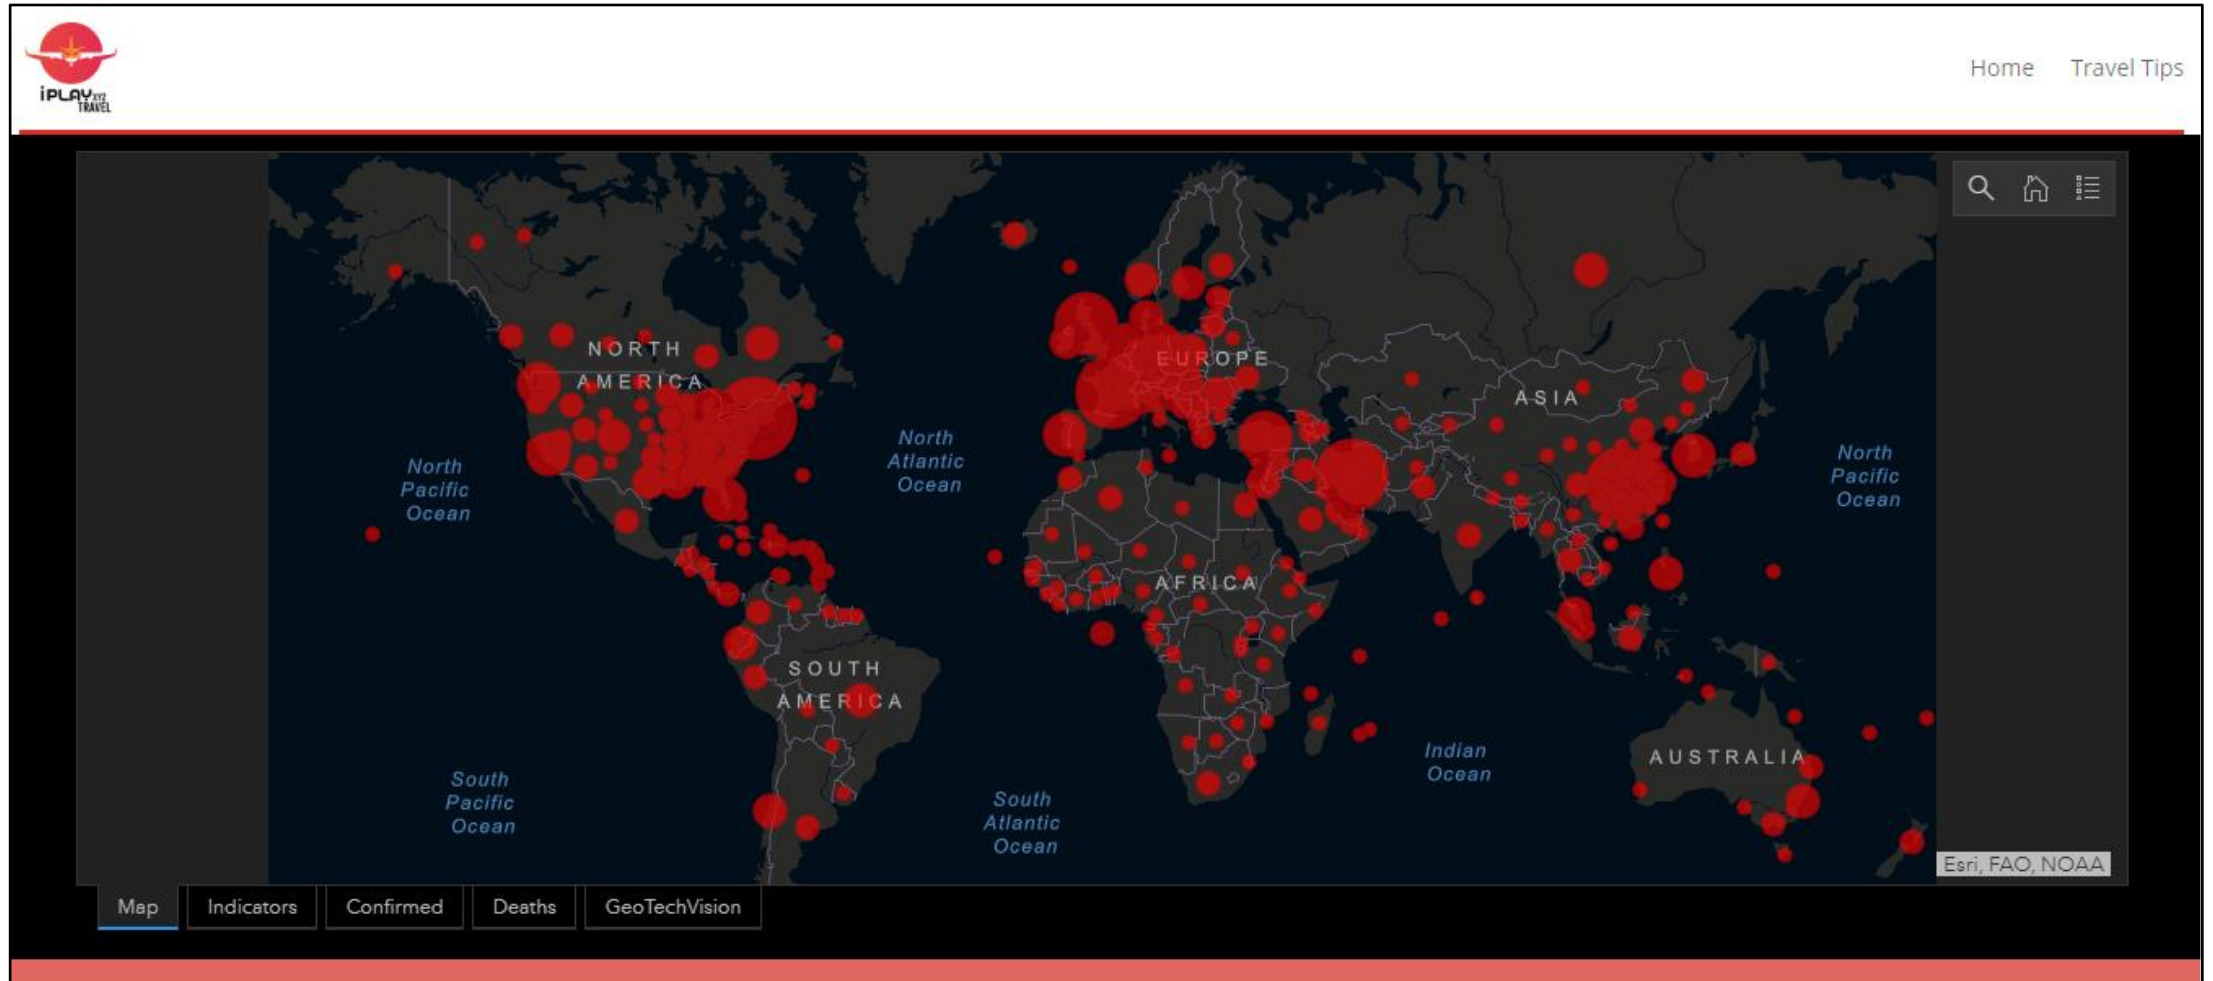 iPLAY XYZ
TRAVEL
Home
Travel Tips
NORTH
AMERICA
EUROPE
ASIA
North
Atlantic
Ocean
North
Pacific
Ocean
North
Pacific
Ocean
AFRICA
SOUTH
AMERICA
AUSTRALIA
Indian
Ocean
South
Pacific
Ocean
South
Atlantic
Ocean
Esri, FAO, NOAA
Map
Indicators
Confirmed
Deaths
GeoTechVision